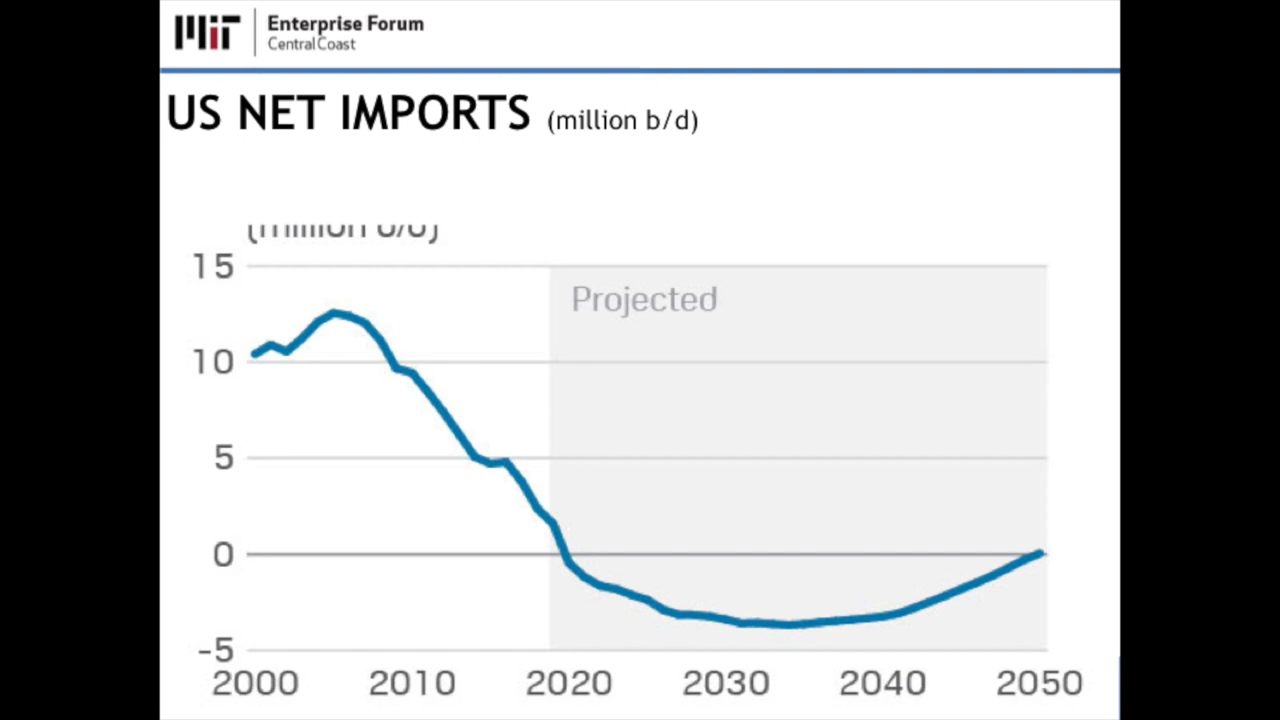 MIT Enterprise Forum
Central Coast
US NET IMPORTS (million b/d)
(million b/d)
15
Projected
10
5
0
-5
2000 2010 2020 2030 2040 2050